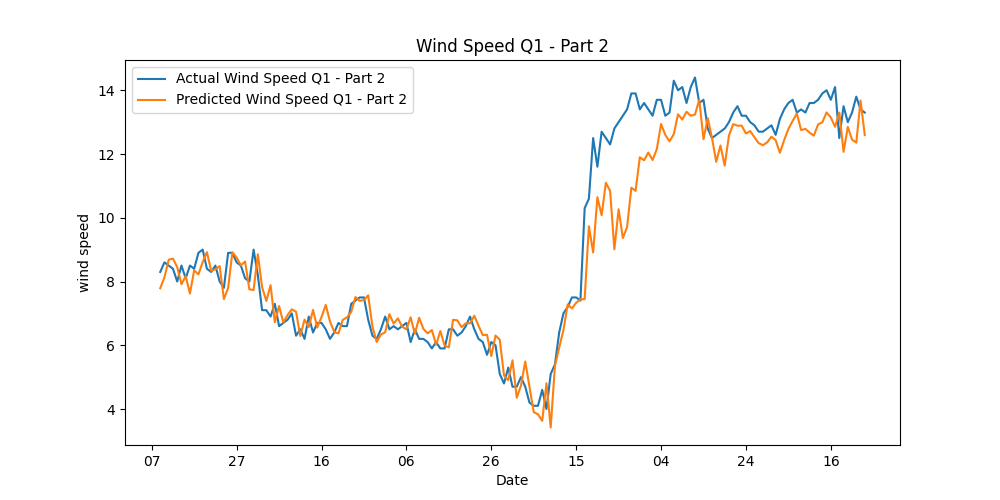 Wind Speed Q1 - Part 2
Actual Wind Speed Q1 - Part 2
Predicted Wind Speed Q1 - Part 2
14
12
10
8
6
4
wind speed
07 27 16 06 26 15 04 24 16
Date